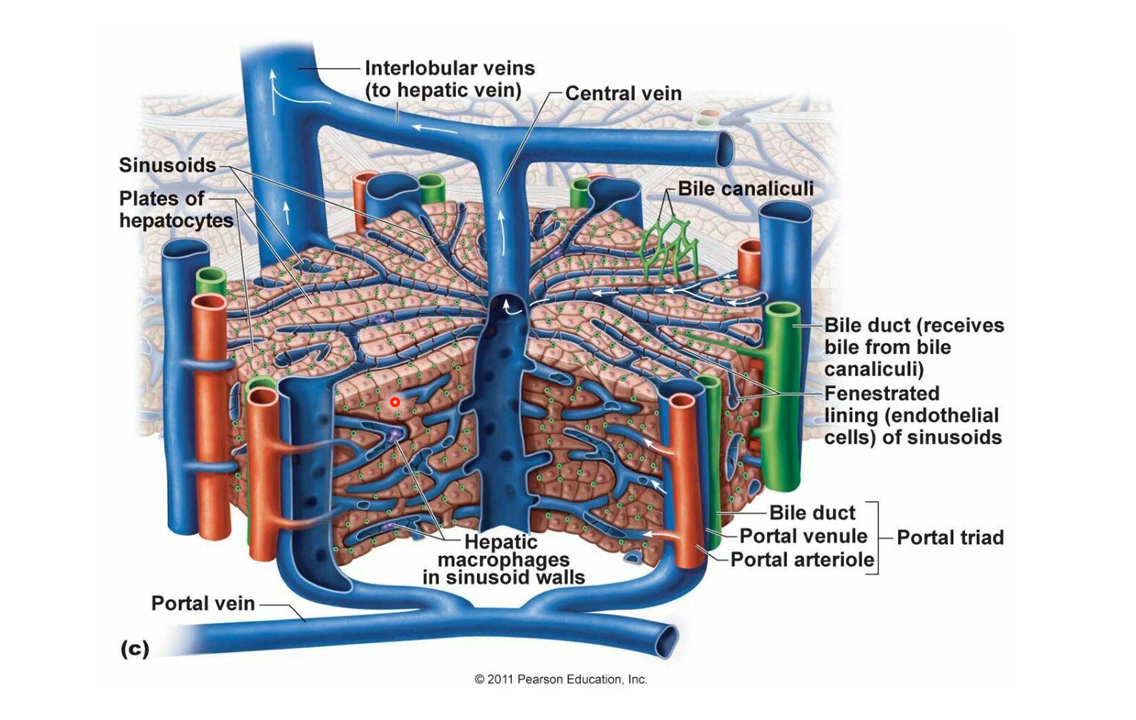 Interlobular veins
(to hepatic vein)
Central vein
Sinusoids
Plates of
hepatocytes
Bile canaliculi
Bile duct (receives
bile from bile
canaliculi)
Fenestrated
lining (endothelial
cells) of sinusoids
Bile duct
Portal venule
Portal arteriole
Portal triad
Hepatic
macrophages
in sinusoid walls
Portal vein
(c)
© 2011 Pearson Education, Inc.